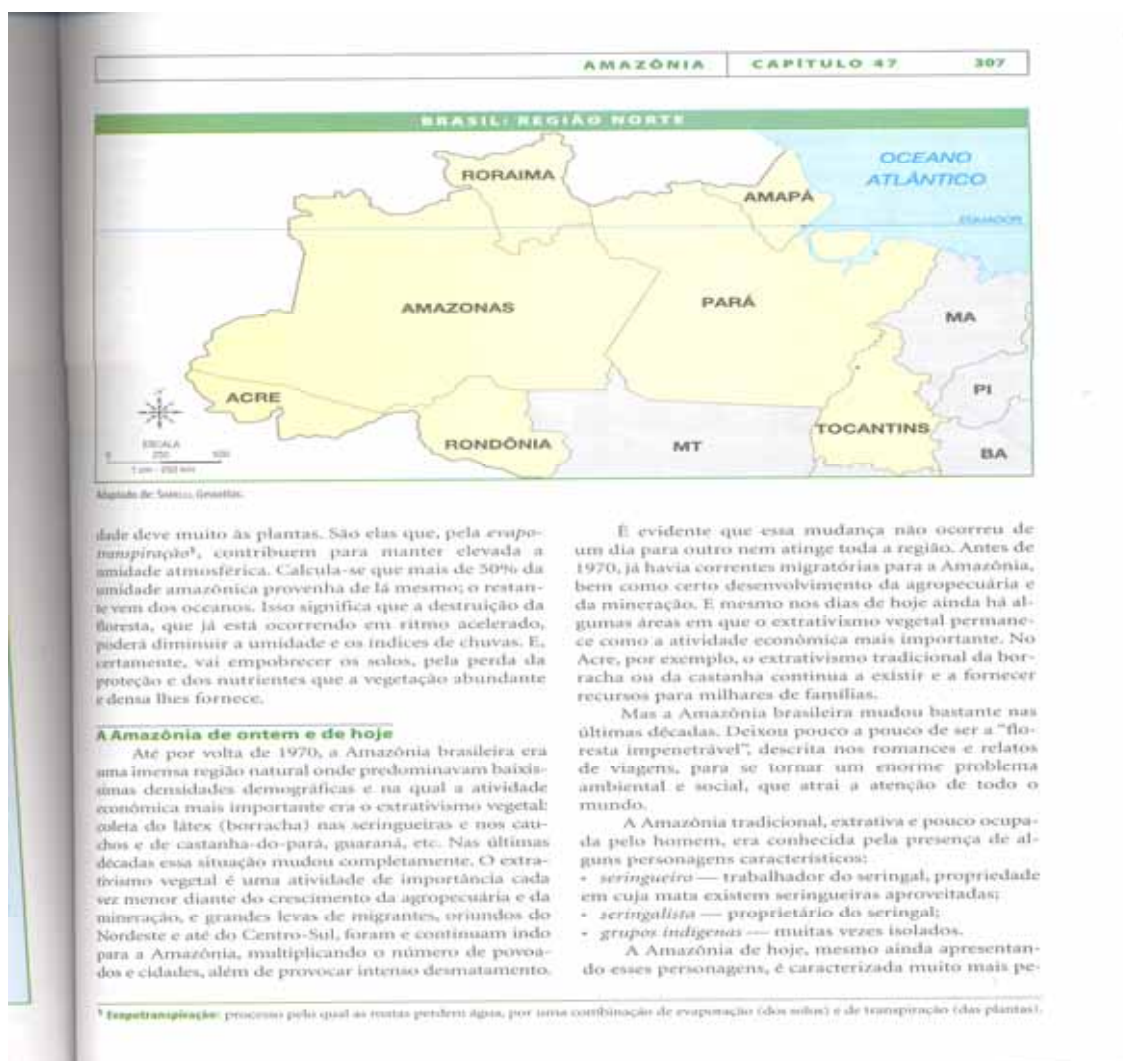 AMAZÔNIA CAPÍTULO 47 307
BRASIL: REGIÃO NORTE
OCEANO
ATLÂNTICO
RORAIMA
AMAPÁ
EQUADOR
AMAZONAS
PARÁ
MA
PI
ACRE
RONDÔNIA
MT
TOCANTINS
BA
ESCALA
0 250 500
1 cm - 250 km
Adaptado de: Geoatlas.
dade deve muito às plantas. São elas que, pela evapo-
transpiração¹, contribuem para manter elevada a
umidade atmosférica. Calcula-se que mais de 50% da
umidade amazônica provenha de lá mesmo; o restan-
te vem dos oceanos. Isso significa que a destruição da
floresta, que já está ocorrendo em ritmo acelerado,
poderá diminuir a umidade e os índices de chuvas. E,
certamente, vai empobrecer os solos, pela perda da
proteção e dos nutrientes que a vegetação abundante
e densa lhes fornece.
A Amazônia de ontem e de hoje
Até por volta de 1970, a Amazônia brasileira era
uma imensa região natural onde predominavam baixís-
simas densidades demográficas e na qual a atividade
econômica mais importante era o extrativismo vegetal:
coleta do látex (borracha) nas seringueiras e nos cau-
chos e de castanha-do-pará, guaraná, etc. Nas últimas
décadas essa situação mudou completamente. O extra-
tivismo vegetal é uma atividade de importância cada
vez menor diante do crescimento da agropecuária e da
mineração, e grandes levas de migrantes, oriundos do
Nordeste e até do Centro-Sul, foram e continuam indo
para a Amazônia, multiplicando o número de povoa-
dos e cidades, além de provocar intenso desmatamento.
É evidente que essa mudança não ocorreu de
um dia para outro nem atinge toda a região. Antes de
1970, já havia correntes migratórias para a Amazônia,
bem como certo desenvolvimento da agropecuária e
da mineração. E mesmo nos dias de hoje ainda há al-
gumas áreas em que o extrativismo vegetal permane-
ce como a atividade econômica mais importante. No
Acre, por exemplo, o extrativismo tradicional da bor-
racha ou da castanha continua a existir e a fornecer
recursos para milhares de famílias.
Mas a Amazônia brasileira mudou bastante nas
últimas décadas. Deixou pouco a pouco de ser a "flo-
resta impenetrável", descrita nos romances e relatos
de viagens, para se tornar um enorme problema
ambiental e social, que atrai a atenção de todo o
mundo.
A Amazônia tradicional, extrativa e pouco ocupa-
da pelo homem, era conhecida pela presença de al-
guns personagens característicos:
• seringueiro — trabalhador do seringal, propriedade
em cuja mata existem seringueiras aproveitadas;
• seringalista — proprietário do seringal;
• grupos indígenas — muitas vezes isolados.
A Amazônia de hoje, mesmo ainda apresentan-
do esses personagens, é caracterizada muito mais pe-
¹ Evapotranspiração: processo pelo qual as matas perdem água, por uma combinação de evaporação (dos solos) e de transpiração (das plantas).